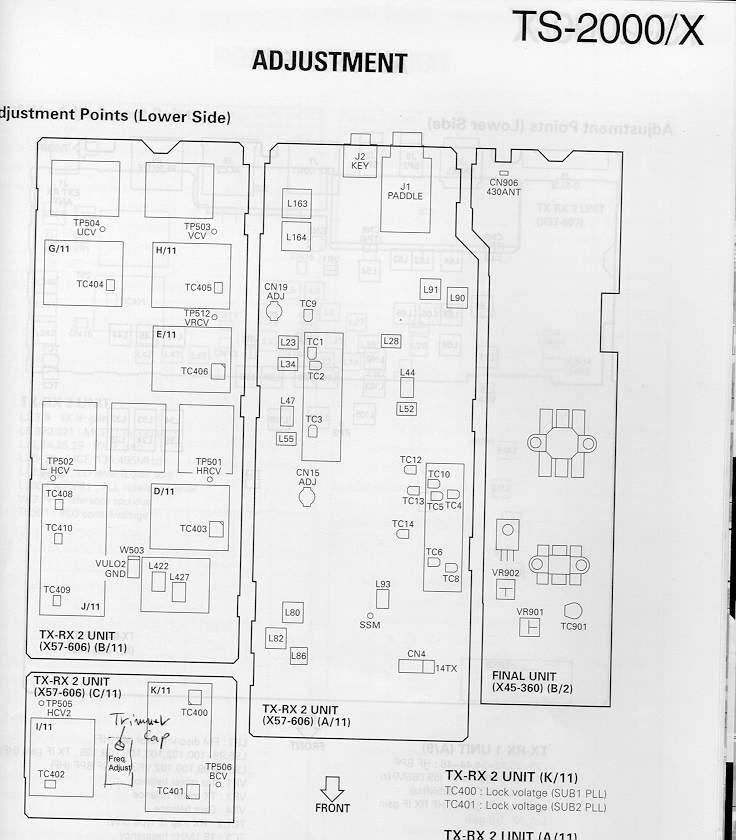 TS-2000/X
ADJUSTMENT
djustment Points (Lower Side)
J2
KEY
J1
PADDLE
CN906
430ANT
L163
L164
TP504
UCV
TP503
VCV
G/11
H/11
TC404
TC405
CN19
ADJ
TC9
L91
L90
TP512
VRCV
E/11
L23
TC1
L28
L34
TC2
TC406
L44
L47
L52
TC3
L55
TP502
HCV
TP501
HRCV
CN15
ADJ
TC12
TC10
TC408
D/11
TC13
TC5
TC4
TC410
TC403
TC14
W503
VULO2
GND
L422
L427
TC6
TC8
VR902
TC409
J/11
L93
SSM
VR901
TC901
L80
L82
L86
TX-RX 2 UNIT
(X57-606) (B/11)
CN4
14TX
FINAL UNIT
(X45-360) (B/2)
TX-RX 2 UNIT
(X57-606) (C/11)
K/11
TP505
HCV2
TC400
TX-RX 2 UNIT
(X57-606) (A/11)
I/11
Trimmer
Cap
Freq.
Adjust
TP506
BCV
TC402
TC401
FRONT
TX-RX 2 UNIT (K/11)
TC400 : Lock volatge (SUB1 PLL)
TC401 : Lock voltage (SUB2 PLL)
TX-RX 2 UNIT (A/11)